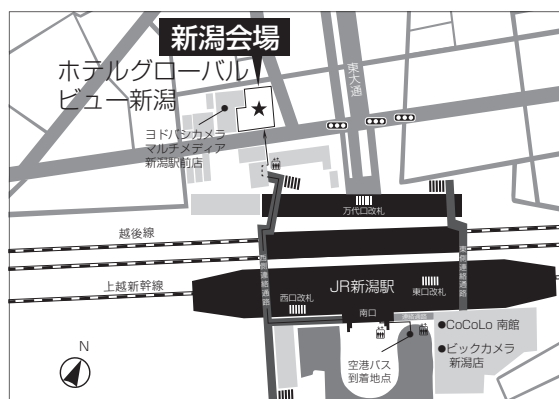 新潟会場
ホテルグローバル
ビュー新潟
東大通
ヨドバシカメラ
マルチメディア
新潟駅前店
万代口改札
越後線
上越新幹線
JR新潟駅
西口改札
東口改札
南口
CoCoLo 南館
ビックカメラ
新潟店
空港バス
到着地点
N